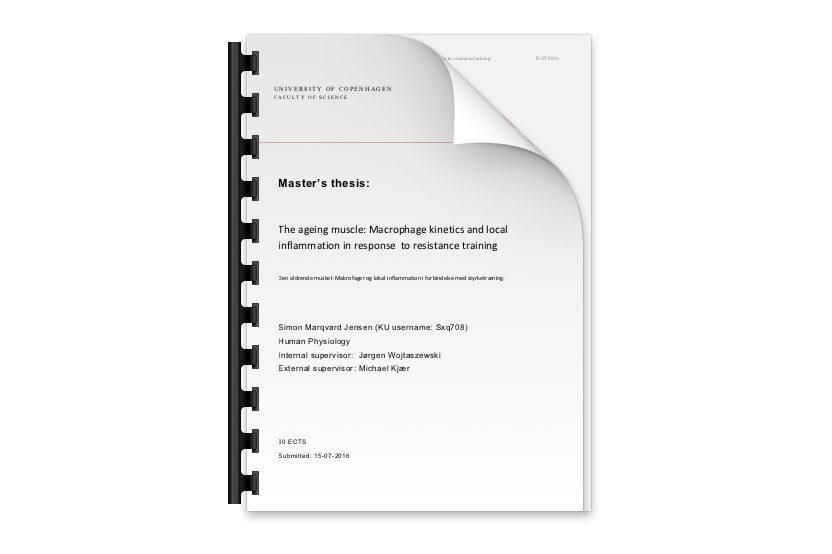 to resistance training 15-07-2016
UNIVERSITY OF COPENHAGEN
FACULTY OF SCIENCE
Master's thesis:
The ageing muscle: Macrophage kinetics and local
inflammation in response to resistance training
Den aldrende muskel: Makrofager og lokal inflammation i forbindelse med styrketræning.
Simon Marqvard Jensen (KU username: Sxq708)
Human Physiology
Internal supervisor: Jørgen Wojtaszewski
External supervisor: Michael Kjær
ECTS
Submitted: 15-07-2016